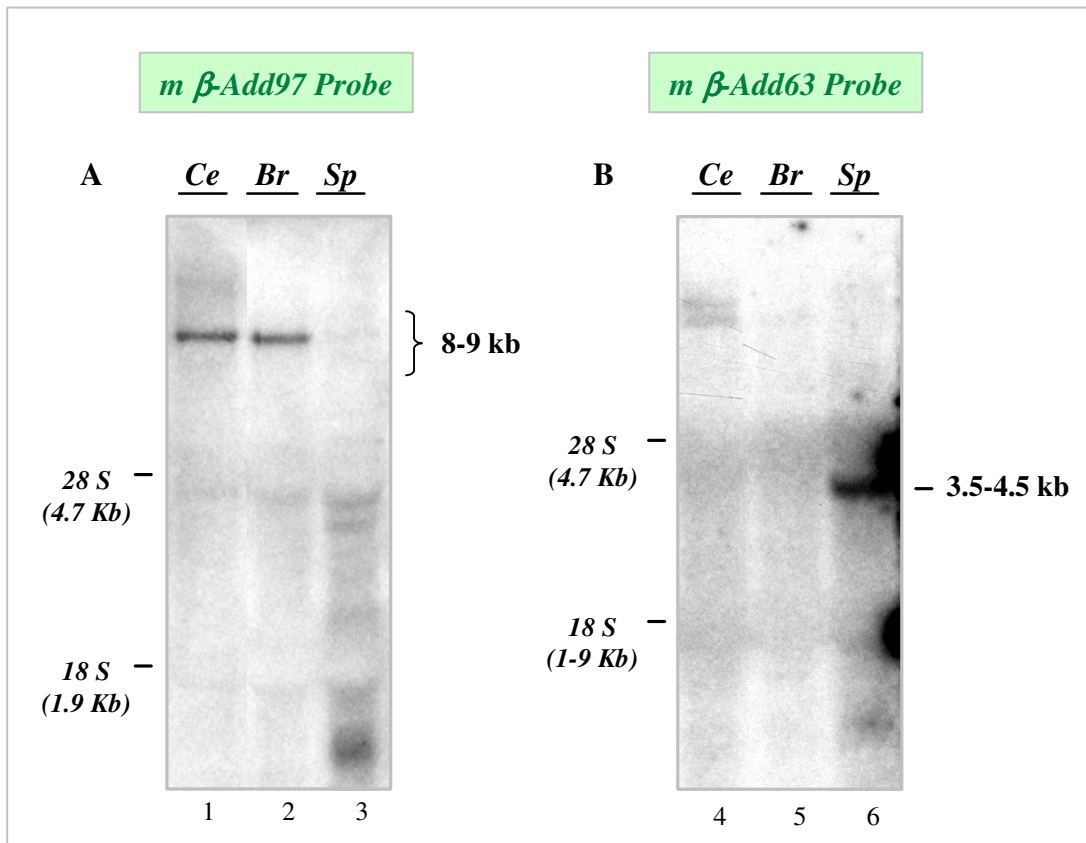 m β-Add97 Probe
m β-Add63 Probe
A
Ce Br Sp
B
Ce Br Sp
8-9 kb
28 S
(4.7 Kb)
18 S
(1.9 Kb)
28 S
(4.7 Kb)
3.5-4.5 kb
18 S
(1-9 Kb)
1 2 3
4 5 6